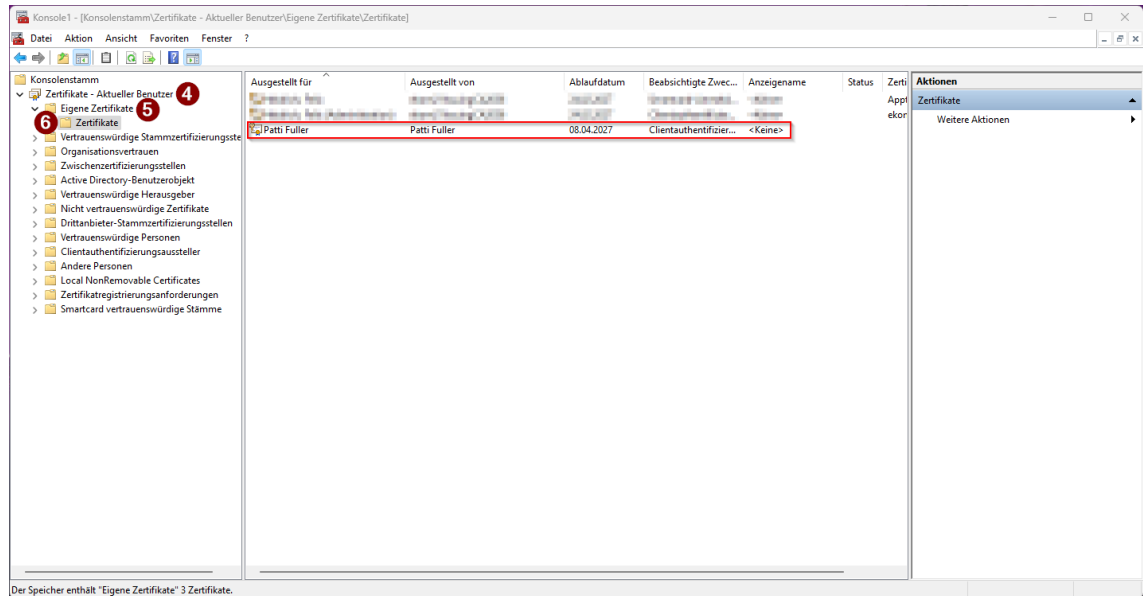 Konsole1 - [Konsolenstamm\Zertifikate - Aktueller Benutzer\Eigene Zertifikate\Zertifikate]
Datei Aktion Ansicht Favoriten Fenster ?
Konsolenstamm
Zertifikate - Aktueller Benutzer 4
Eigene Zertifikate 5
6 Zertifikate
Vertrauenswürdige Stammzertifizierungsste
Organisationsvertrauen
Zwischenzertifizierungsstellen
Active Directory-Benutzerobjekt
Vertrauenswürdige Herausgeber
Nicht vertrauenswürdige Zertifikate
Drittanbieter-Stammzertifizierungsstellen
Vertrauenswürdige Personen
Clientauthentifizierungsaussteller
Andere Personen
Local NonRemovable Certificates
Zertifikatregistrierungsanforderungen
Smartcard vertrauenswürdige Stämme
Ausgestellt für Ausgestellt von Ablaufdatum Beabsichtigte Zwec... Anzeigename Status Zerti
Appt
ekor
Patti Fuller Patti Fuller 08.04.2027 Clientauthentifizier... <Keine>
Aktionen
Zertifikate
Weitere Aktionen
Der Speicher enthält "Eigene Zertifikate" 3 Zertifikate.